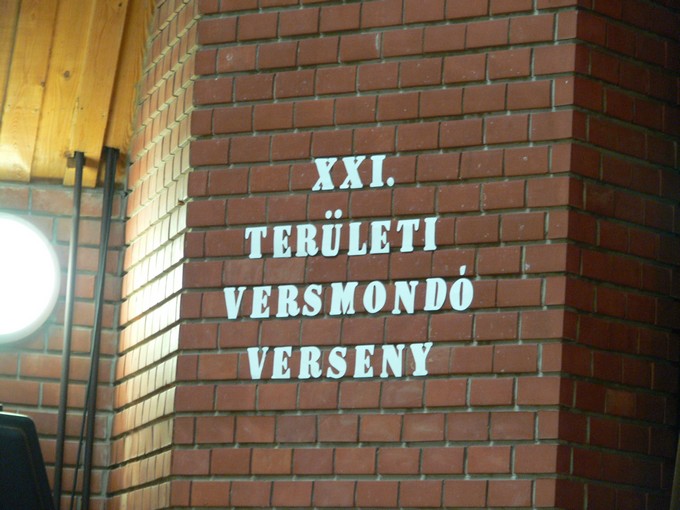 XXI.
TERÜLETI
VERSMONDÓ
VERSENY